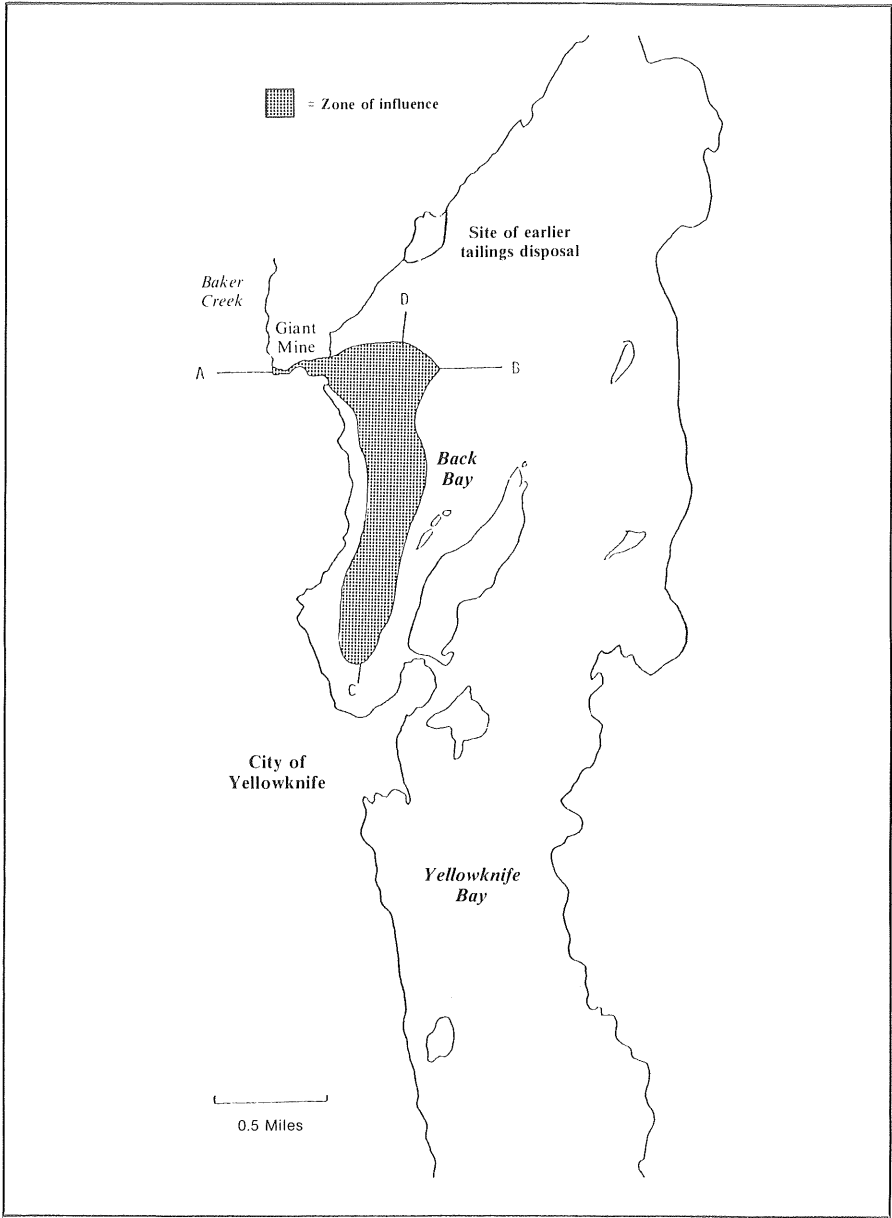 = Zone of influence
Site of earlier
tailings disposal
Baker
Creek
D
Giant
Mine
A
B
Back
Bay
C
City of
Yellowknife
Yellowknife
Bay
0.5 Miles